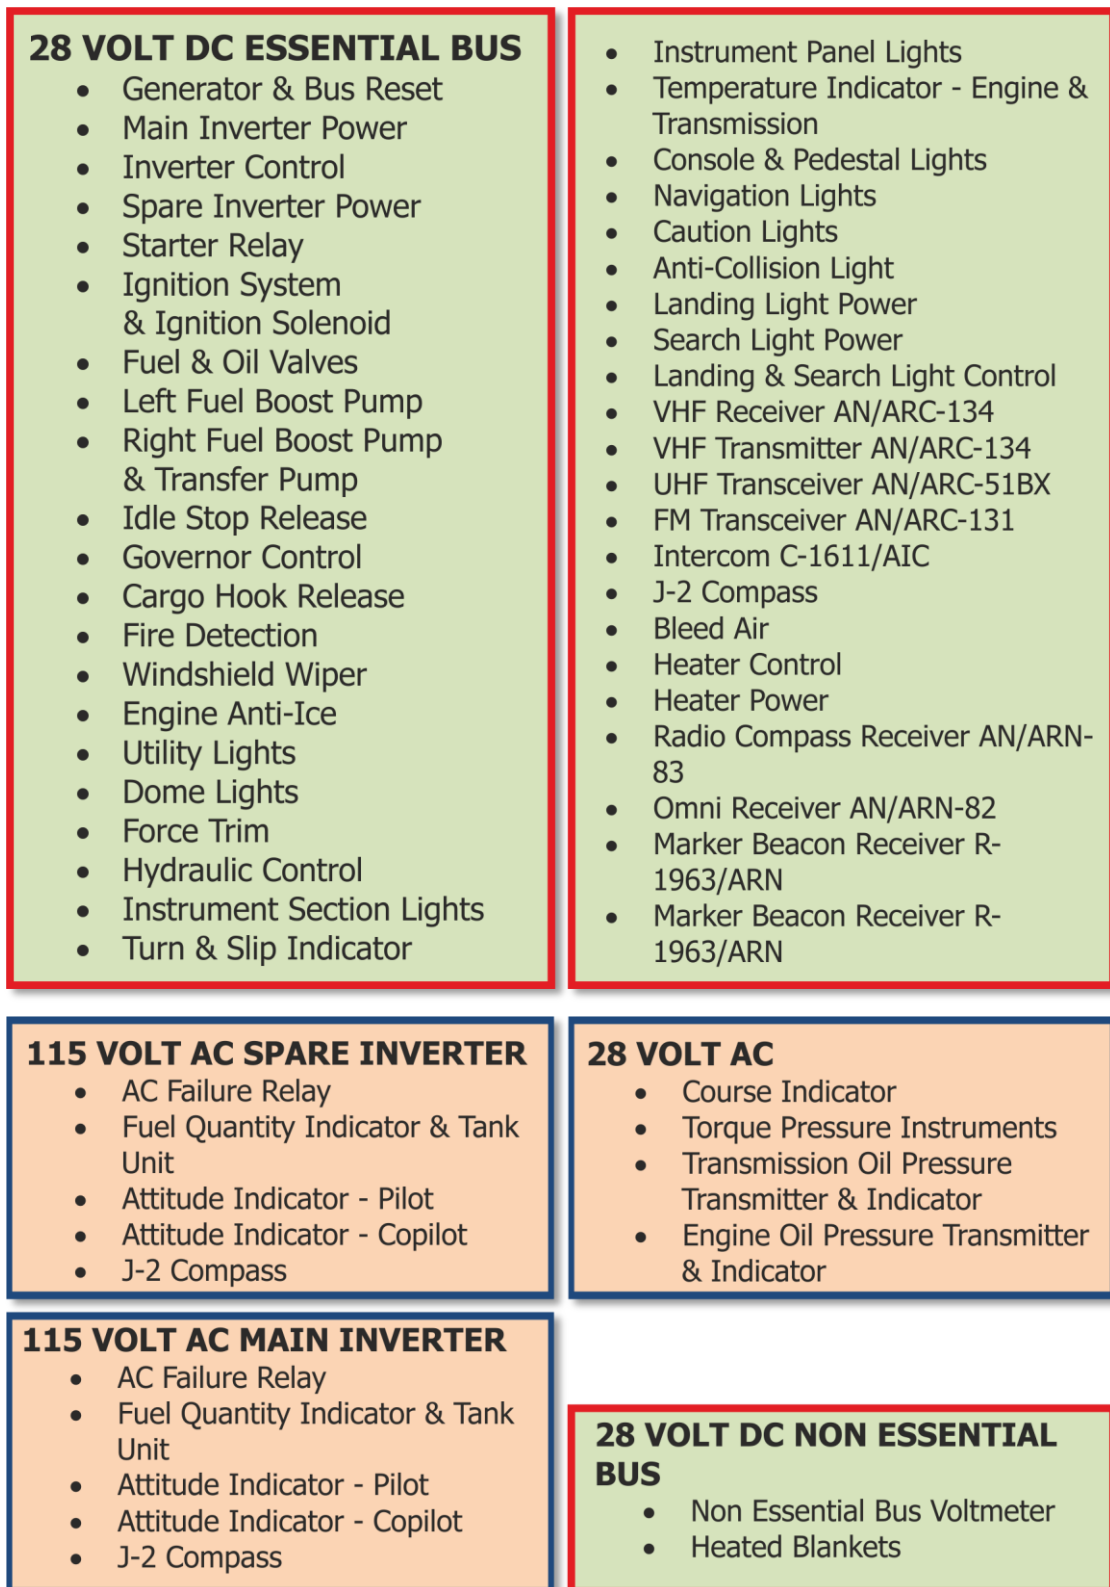 28 VOLT DC ESSENTIAL BUS
• Generator & Bus Reset
• Main Inverter Power
• Inverter Control
• Spare Inverter Power
• Starter Relay
• Ignition System
& Ignition Solenoid
• Fuel & Oil Valves
• Left Fuel Boost Pump
• Right Fuel Boost Pump
& Transfer Pump
• Idle Stop Release
• Governor Control
• Cargo Hook Release
• Fire Detection
• Windshield Wiper
• Engine Anti-Ice
• Utility Lights
• Dome Lights
• Force Trim
• Hydraulic Control
• Instrument Section Lights
• Turn & Slip Indicator
• Instrument Panel Lights
• Temperature Indicator - Engine &
Transmission
• Console & Pedestal Lights
• Navigation Lights
• Caution Lights
• Anti-Collision Light
• Landing Light Power
• Search Light Power
• Landing & Search Light Control
• VHF Receiver AN/ARC-134
• VHF Transmitter AN/ARC-134
• UHF Transceiver AN/ARC-51BX
• FM Transceiver AN/ARC-131
• Intercom C-1611/AIC
• J-2 Compass
• Bleed Air
• Heater Control
• Heater Power
• Radio Compass Receiver AN/ARN-
83
• Omni Receiver AN/ARN-82
• Marker Beacon Receiver R-
1963/ARN
• Marker Beacon Receiver R-
1963/ARN
115 VOLT AC SPARE INVERTER
• AC Failure Relay
• Fuel Quantity Indicator & Tank
Unit
• Attitude Indicator - Pilot
• Attitude Indicator - Copilot
• J-2 Compass
28 VOLT AC
• Course Indicator
• Torque Pressure Instruments
• Transmission Oil Pressure
Transmitter & Indicator
• Engine Oil Pressure Transmitter
& Indicator
115 VOLT AC MAIN INVERTER
• AC Failure Relay
• Fuel Quantity Indicator & Tank
Unit
• Attitude Indicator - Pilot
• Attitude Indicator - Copilot
• J-2 Compass
28 VOLT DC NON ESSENTIAL
BUS
• Non Essential Bus Voltmeter
• Heated Blankets